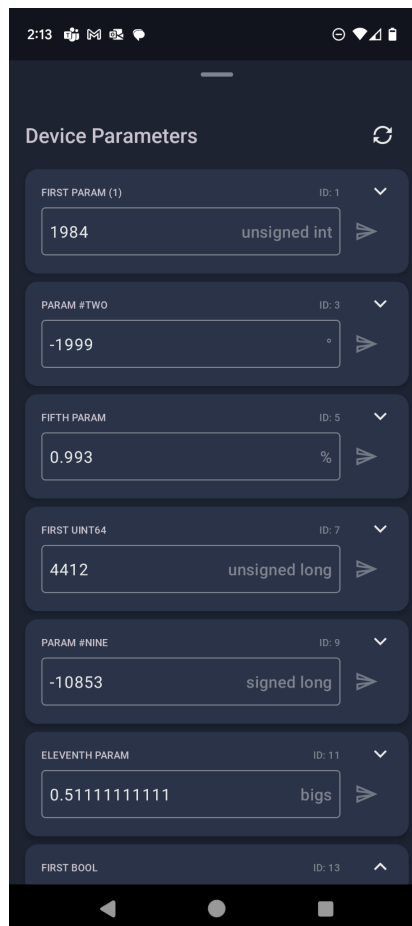 2:13
Device Parameters
FIRST PARAM (1) ID: 1
1984 unsigned int
PARAM #TWO ID: 3
-1999 °
FIFTH PARAM ID: 5
0.993 %
FIRST UINT64 ID: 7
4412 unsigned long
PARAM #NINE ID: 9
-10853 signed long
ELEVENTH PARAM ID: 11
0.51111111111 bigs
FIRST BOOL ID: 13